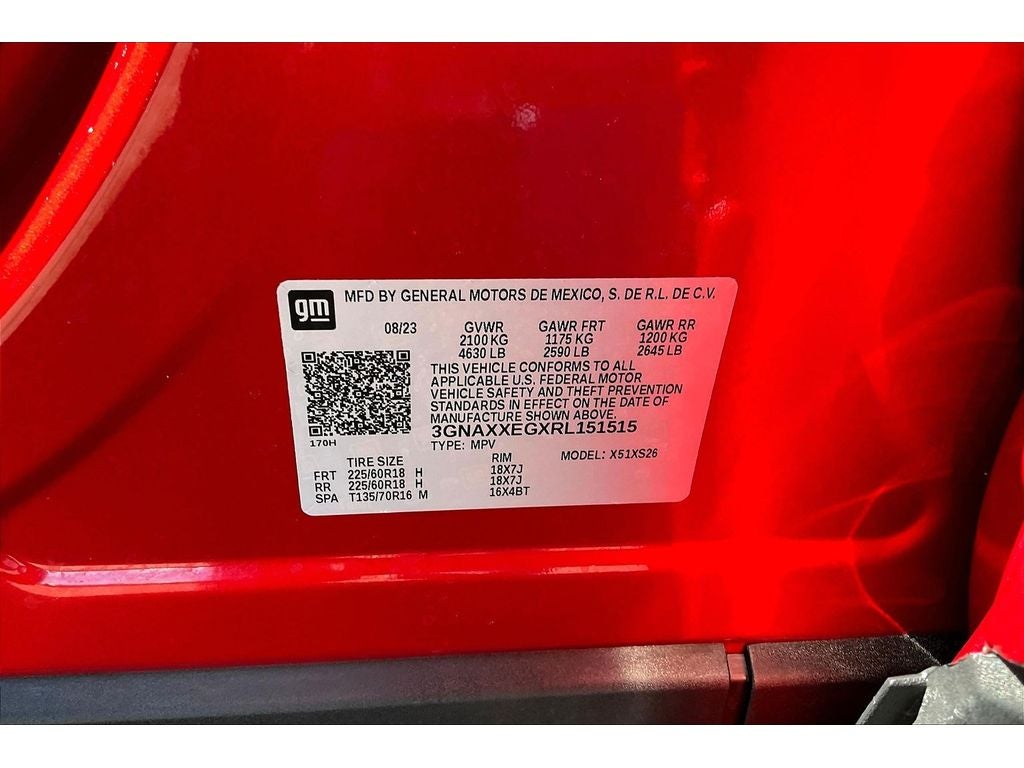 gm MFD BY GENERAL MOTORS DE MEXICO, S. DE R.L. DE C.V.
08/23 GVWR GAWR FRT GAWR RR
2100 KG 1175 KG 1200 KG
4630 LB 2590 LB 2645 LB
THIS VEHICLE CONFORMS TO ALL
APPLICABLE U.S. FEDERAL MOTOR
VEHICLE SAFETY AND THEFT PREVENTION
STANDARDS IN EFFECT ON THE DATE OF
MANUFACTURE SHOWN ABOVE.
3GNAXXEGXRL151515
170H
TYPE: MPV MODEL: X51XS26
TIRE SIZE RIM
FRT 225/60R18 H 18X7J
RR 225/60R18 H 18X7J
SPA T135/70R16 M 16X4BT